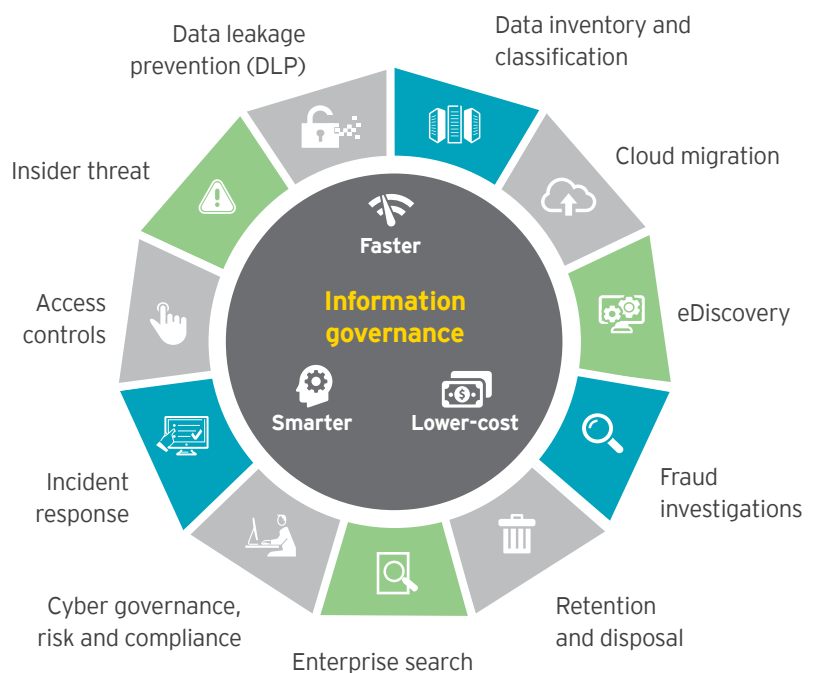 Data leakage
prevention (DLP)
Data inventory and
classification
Cloud migration
eDiscovery
Fraud
investigations
Retention
and disposal
Enterprise search
Cyber governance,
risk and compliance
Incident
response
Access
controls
Insider threat
Faster
Information
governance
Smarter
Lower-cost